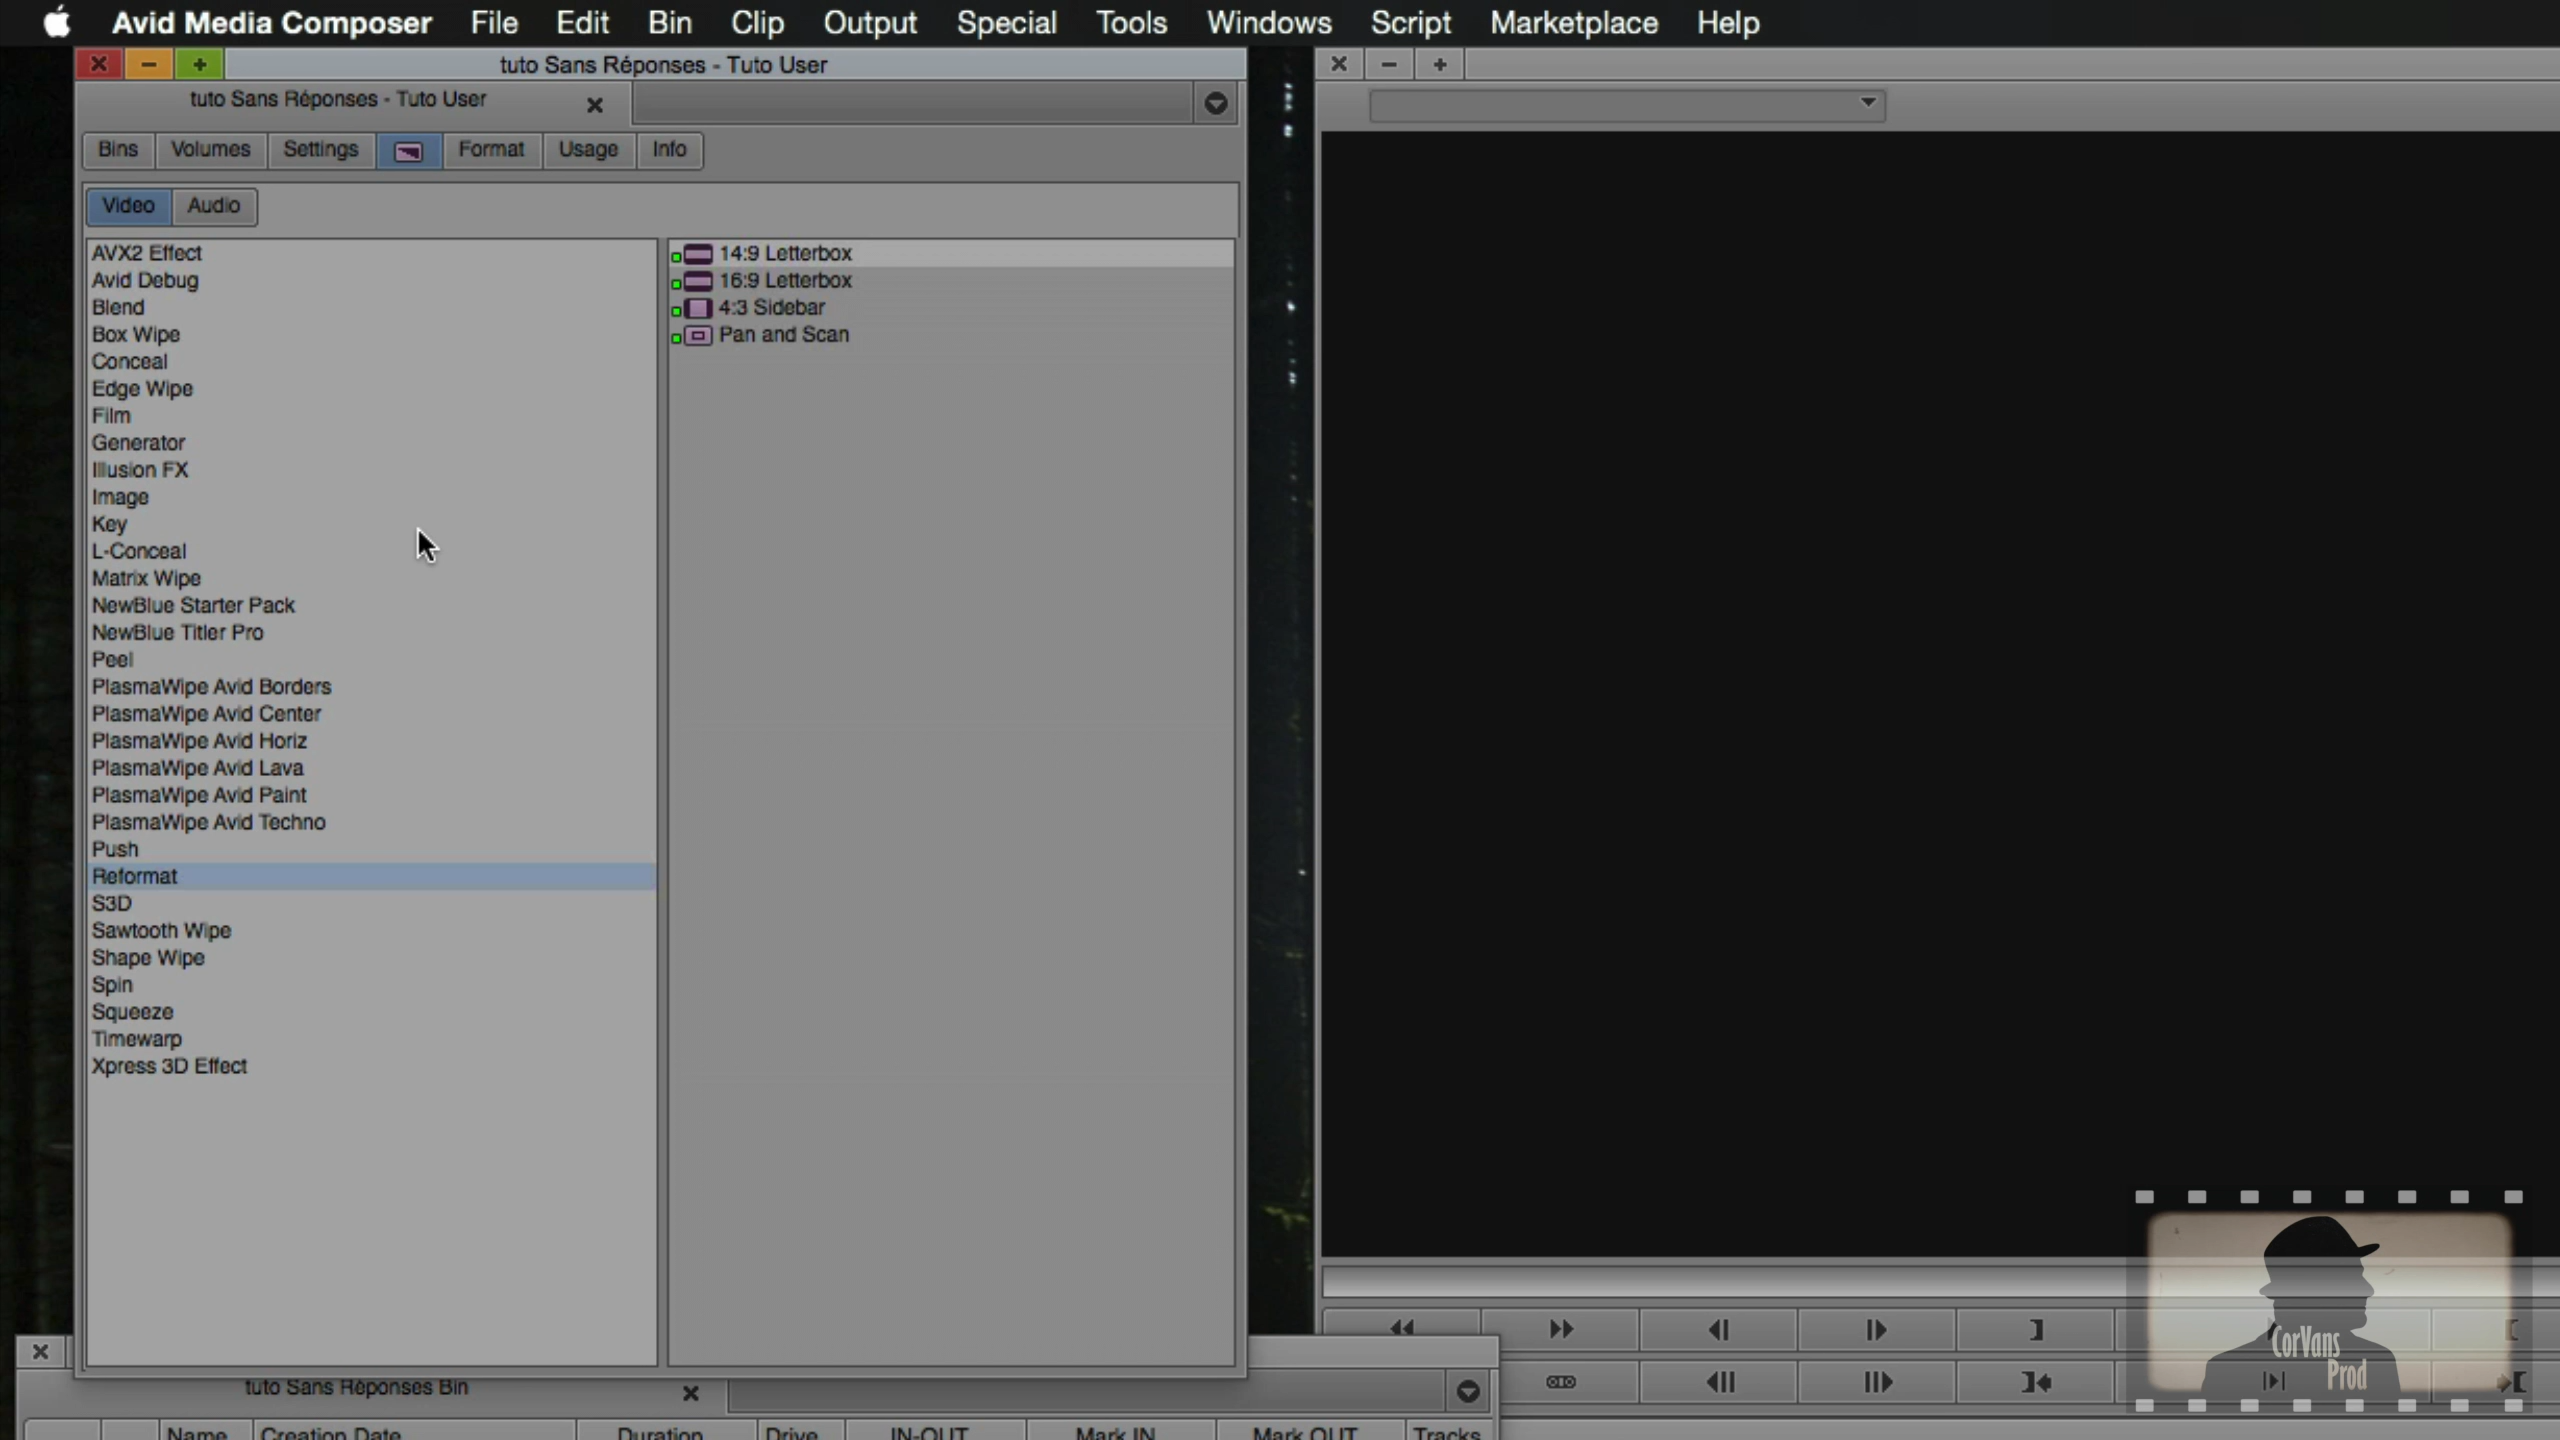 Avid Media Composer File Edit Bin Clip Output Special Tools Windows Script Marketplace Help
tuto Sans Réponses - Tuto User
tuto Sans Réponses - Tuto User
Bins Volumes Settings Format Usage Info
Video Audio
AVX2 Effect
Avid Debug
Blend
Box Wipe
Conceal
Edge Wipe
Film
Generator
Illusion FX
Image
Key
L-Conceal
Matrix Wipe
NewBlue Starter Pack
NewBlue Titler Pro
Peel
PlasmaWipe Avid Borders
PlasmaWipe Avid Center
PlasmaWipe Avid Horiz
PlasmaWipe Avid Lava
PlasmaWipe Avid Paint
PlasmaWipe Avid Techno
Push
Reformat
S3D
Sawtooth Wipe
Shape Wipe
Spin
Squeeze
Timewarp
Xpress 3D Effect
14:9 Letterbox
16:9 Letterbox
4:3 Sidebar
Pan and Scan
tuto Sans Réponses Bin
Name Creation Date Duration Drive IN-OUT Mark IN Mark OUT Tracks
CorVans
Prod